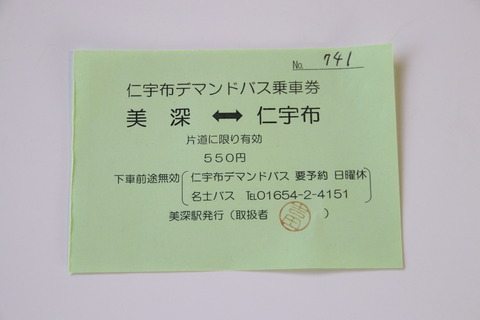 No. 741
仁宇布デマンドバス乗車券
美 深 ⬌ 仁宇布
片道に限り有効
５５０円
下車前途無効 仁宇布デマンドバス 要予約 日曜休
名士バス ℡01654-2-4151
美深駅発行（取扱者 ）